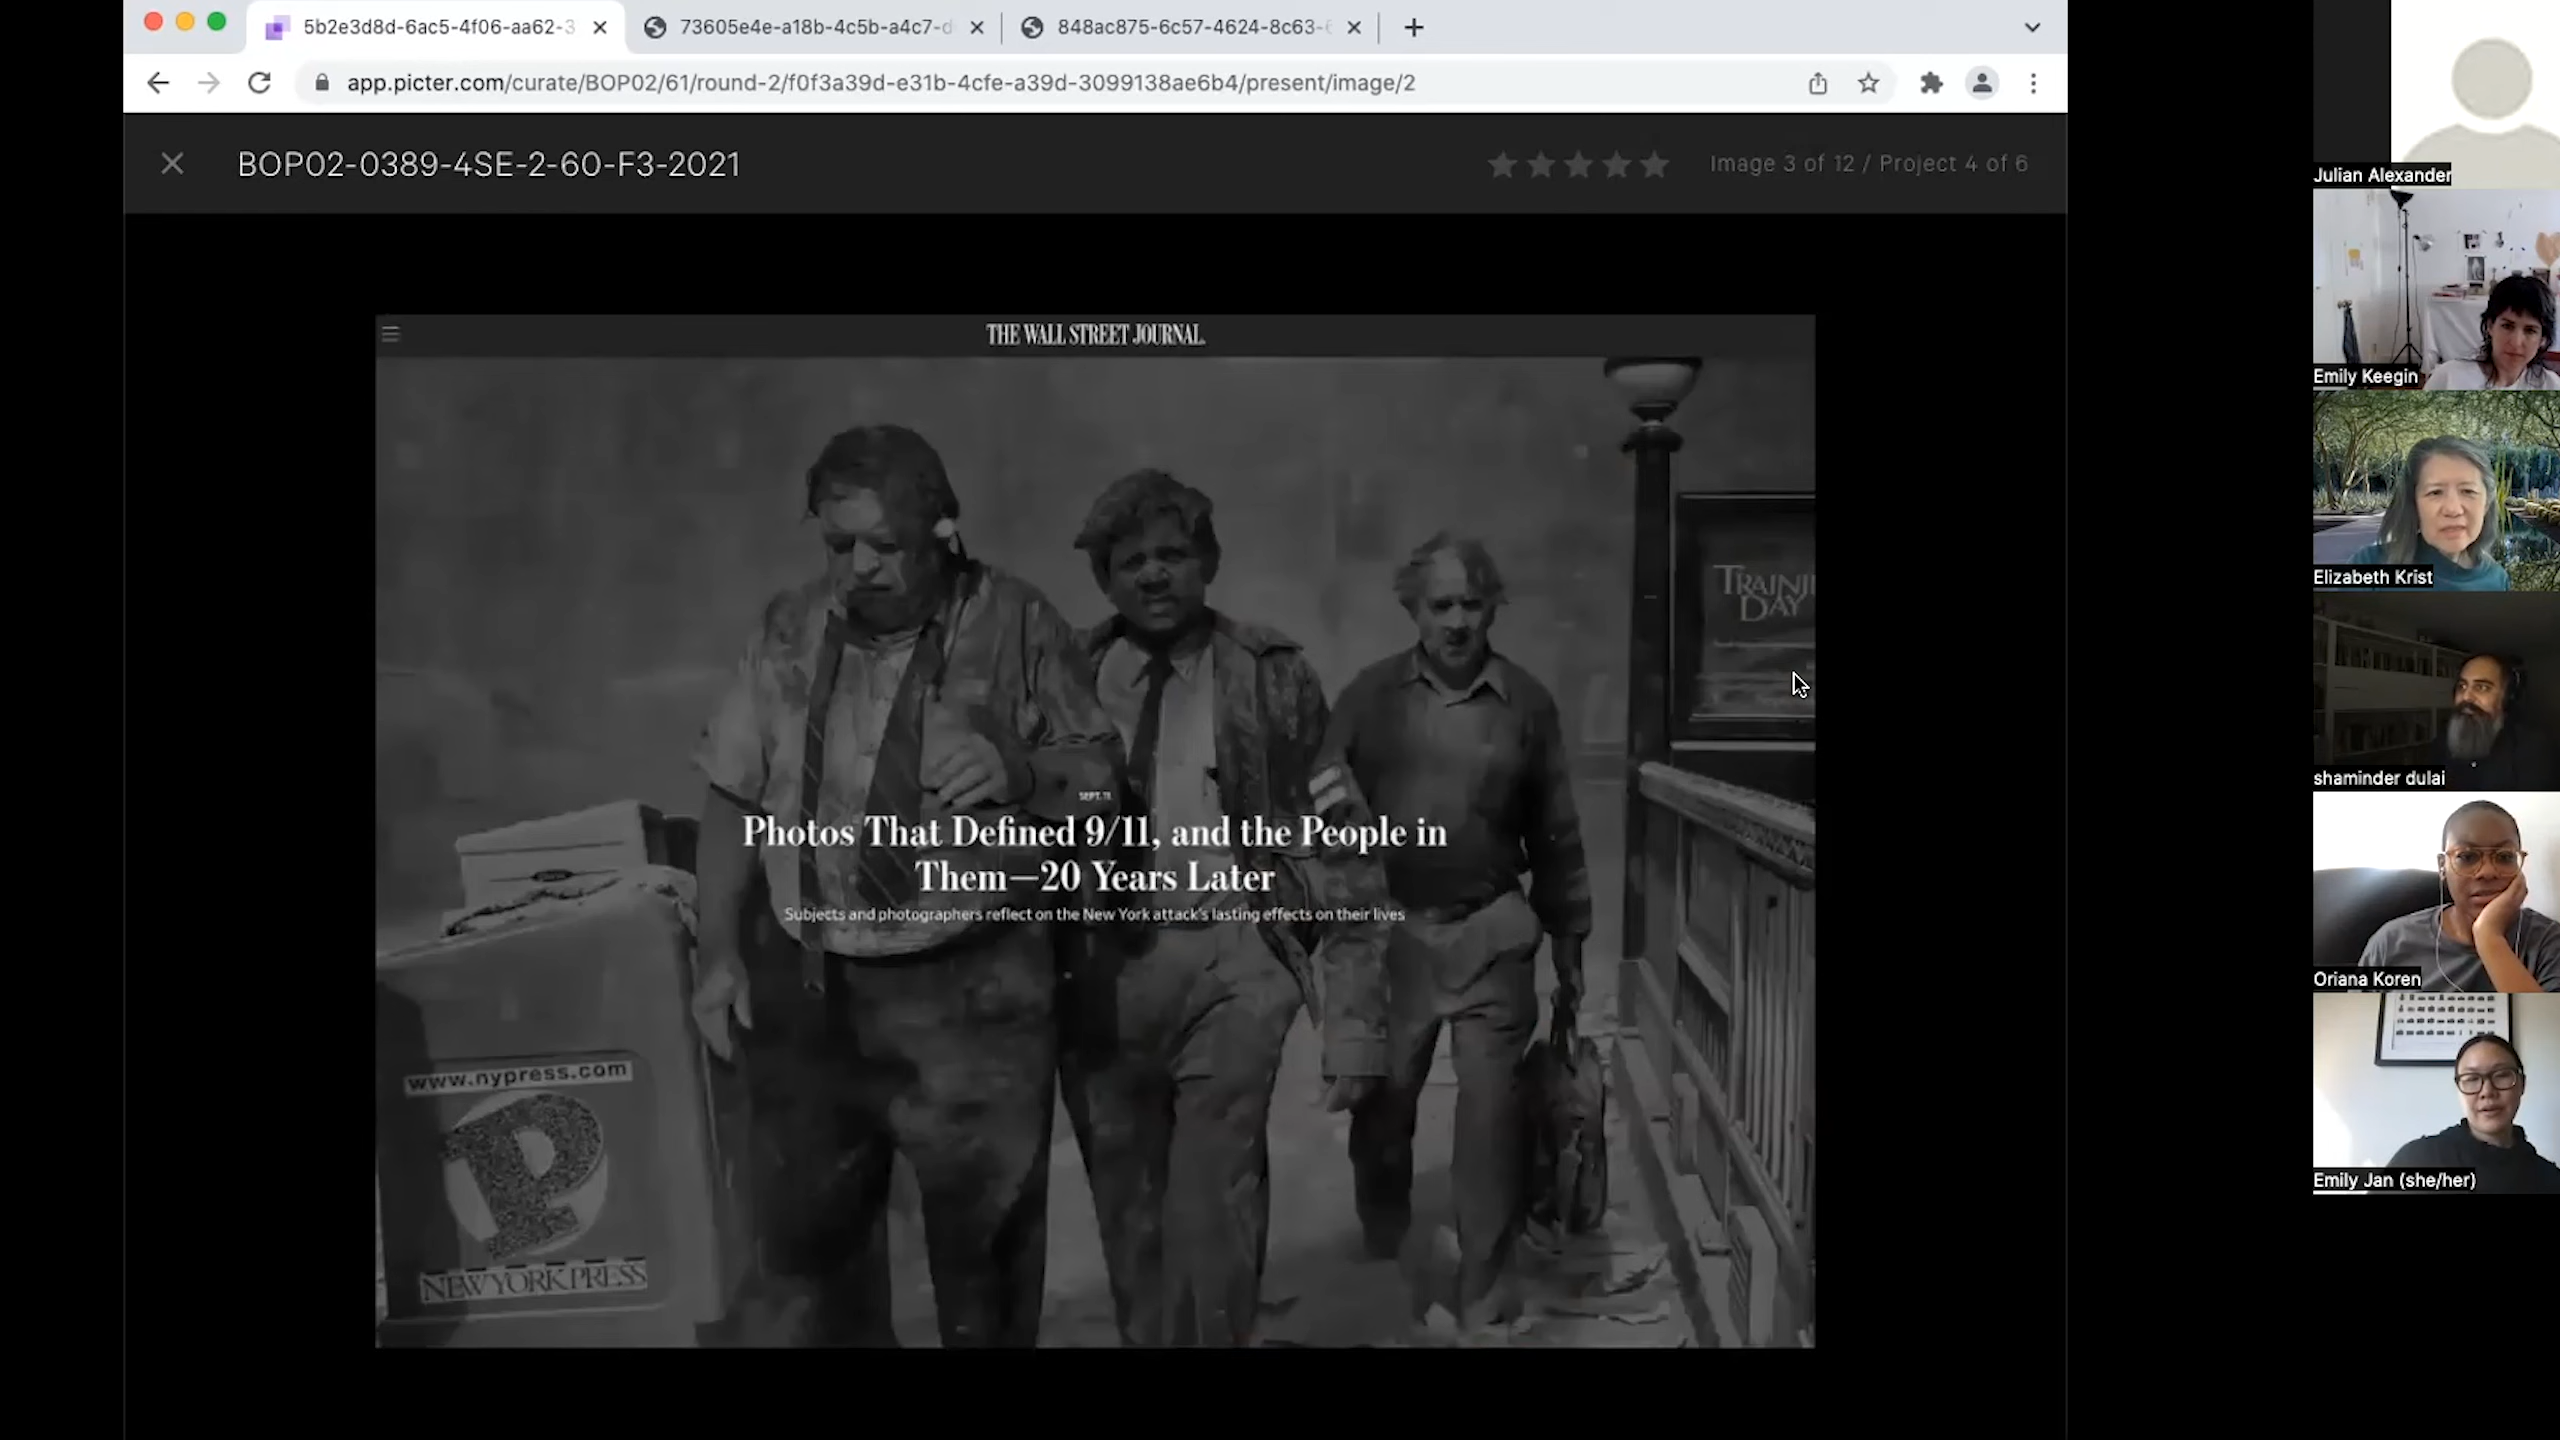 5b2e3d8d-6ac5-4f06-aa62-3
73605e4e-a18b-4c5b-a4c7-d
848ac875-6c57-4624-8c63-6
app.picter.com/curate/BOP02/61/round-2/f0f3a39d-e31b-4cfe-a39d-3099138ae6b4/present/image/2
BOP02-0389-4SE-2-60-F3-2021
Image 3 of 12 / Project 4 of 6
THE WALL STREET JOURNAL.
TRAINI
DAY
SEPT. 11
Photos That Defined 9/11, and the People in
Them—20 Years Later
Subjects and photographers reflect on the New York attack's lasting effects on their lives
www.nypress.com
P
NEW YORK PRESS
Julian Alexander
Emily Keegin
Elizabeth Krist
shaminder dulai
Oriana Koren
Emily Jan (she/her)